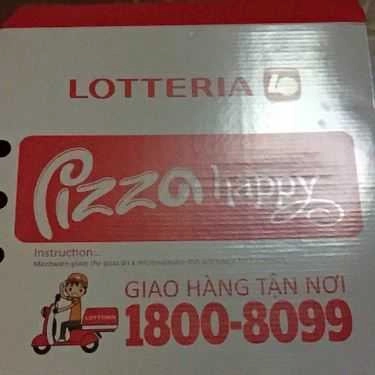 LOTTERIA
Pizza happy
Instruction...
GIAO HÀNG TẬN NƠI
LOTTERIA
1800-8099